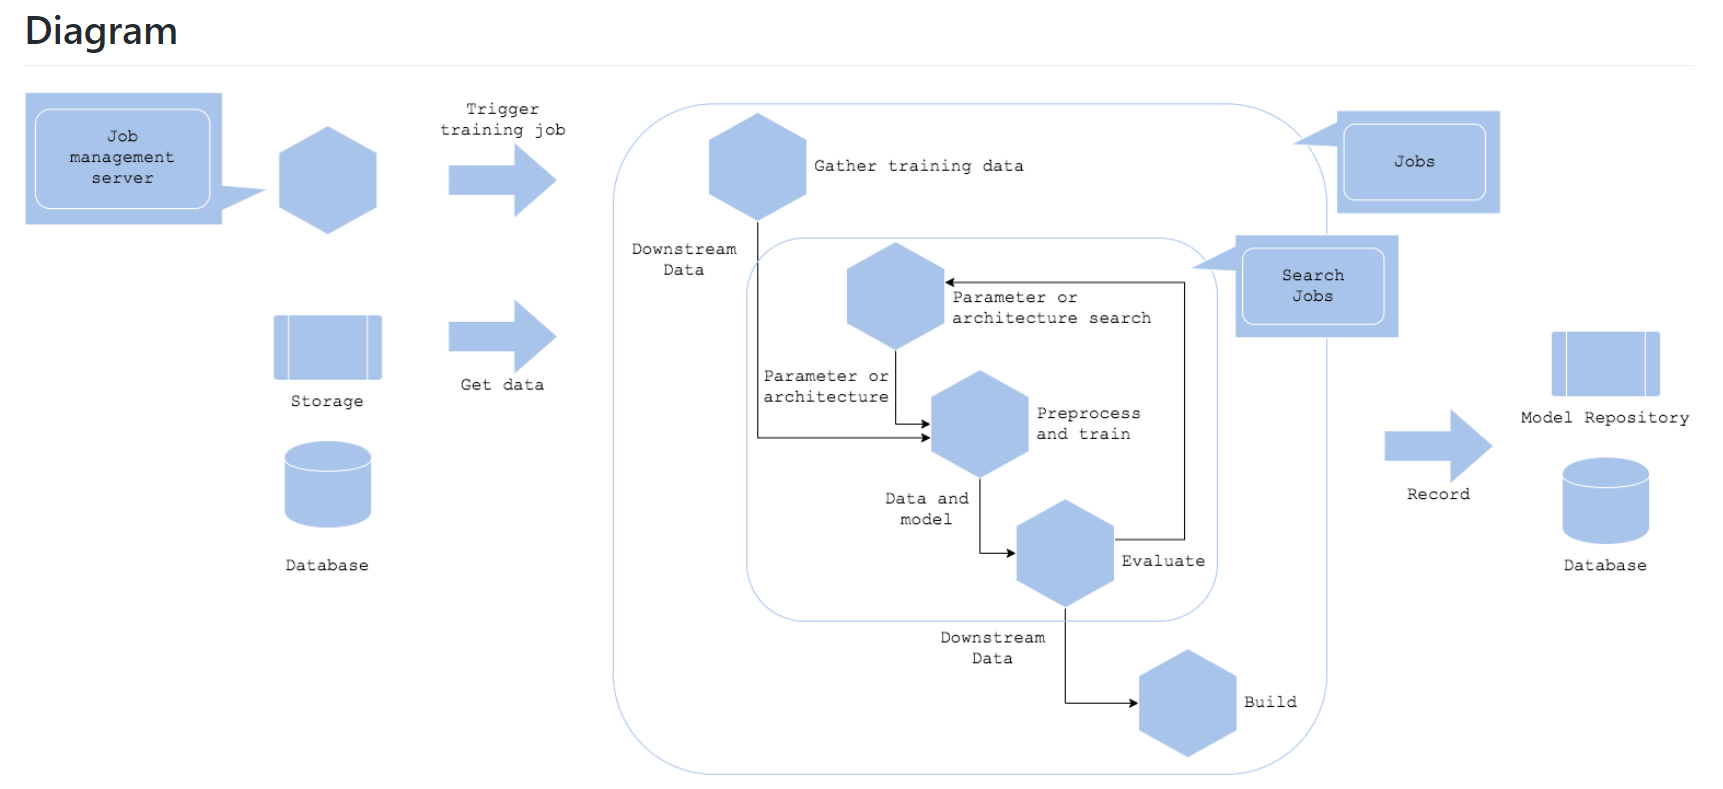 Diagram
Job
management
server
Trigger
training job
Gather training data
Jobs
Downstream
Data
Search
Jobs
Parameter or
architecture search
Storage
Get data
Parameter or
architecture
Preprocess
and train
Model Repository
Data and
model
Record
Evaluate
Database
Database
Downstream
Data
Build